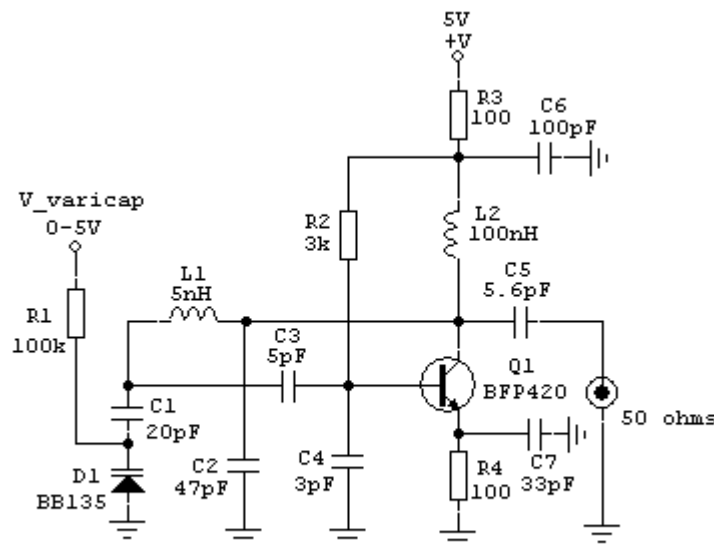 5V
+V
R3
100
C6
100pF
V_varicap
0-5V
R2
3k
L2
100nH
L1
5nH
C5
5.6pF
R1
100k
C3
5pF
Q1
BFP420
C1
20pF
50 ohms
D1
BB135
C2
47pF
C4
3pF
R4
100
C7
33pF